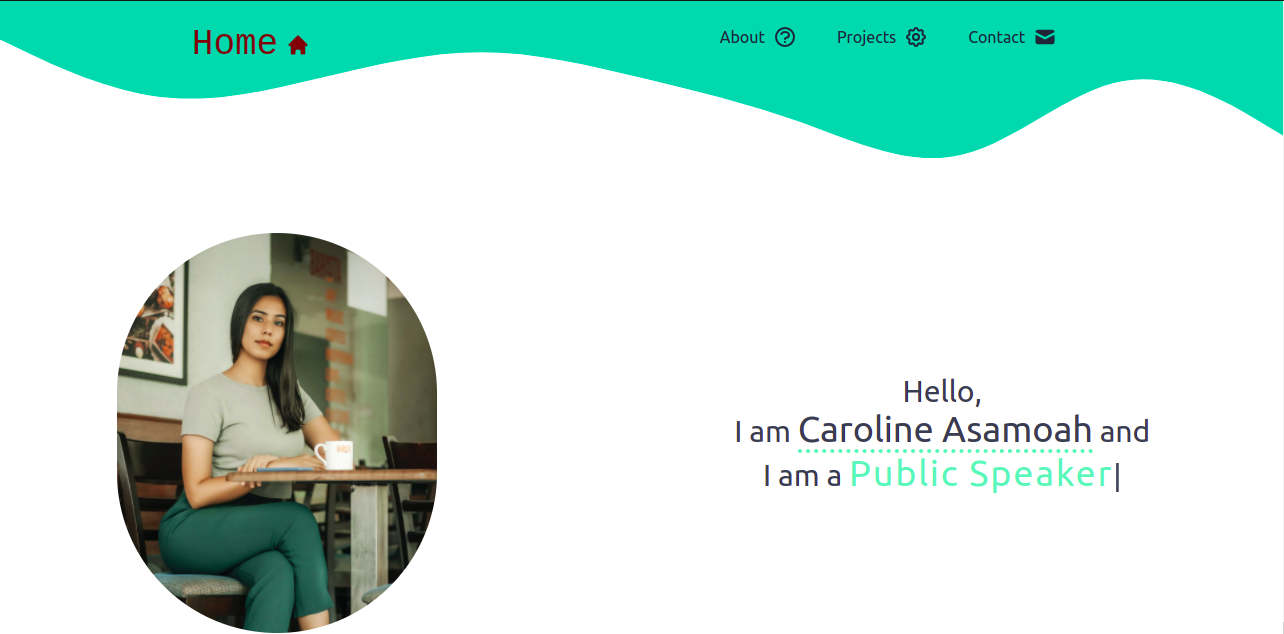 Home
About
Projects
Contact
Hello,
I am Caroline Asamoah and
I am a Public Speaker|